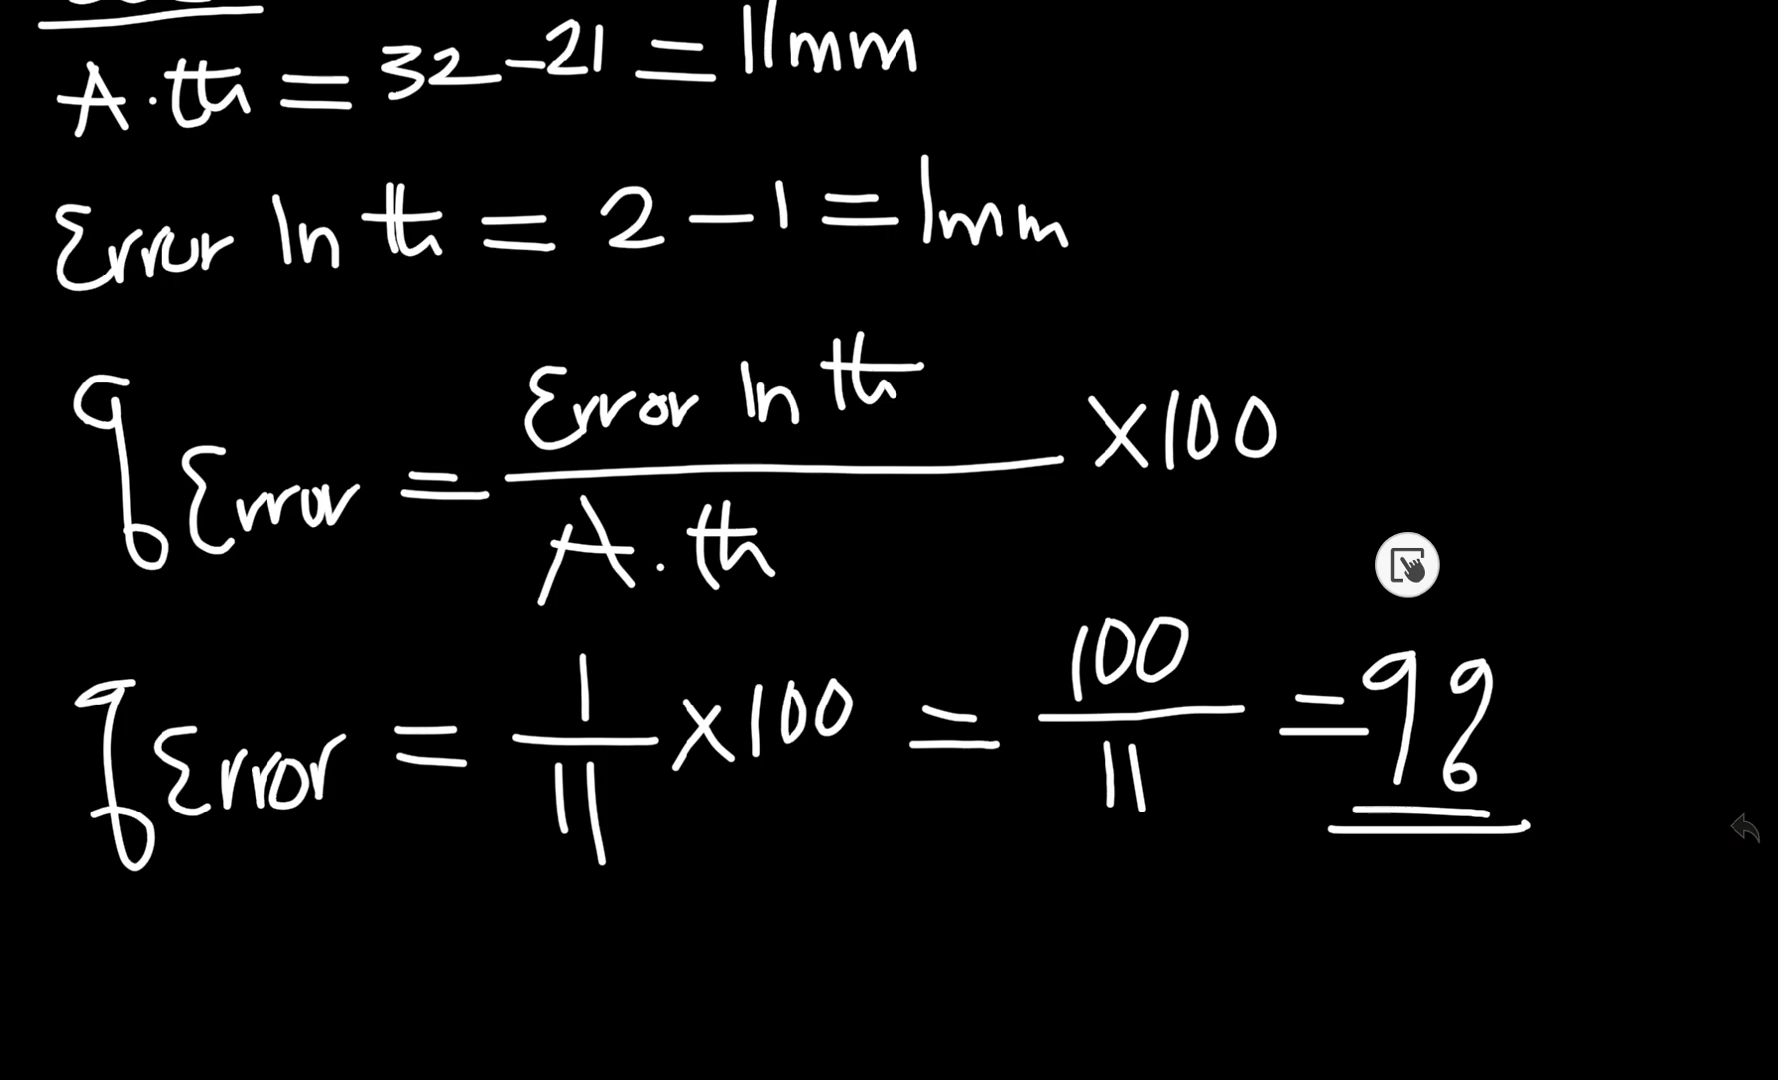 A.th = 32-21 = 11mm
Error In th = 2 - 1 = 1mm
% Error = Error In th / A.th X100
% Error = 1/11 X100 = 100/11 = 9%